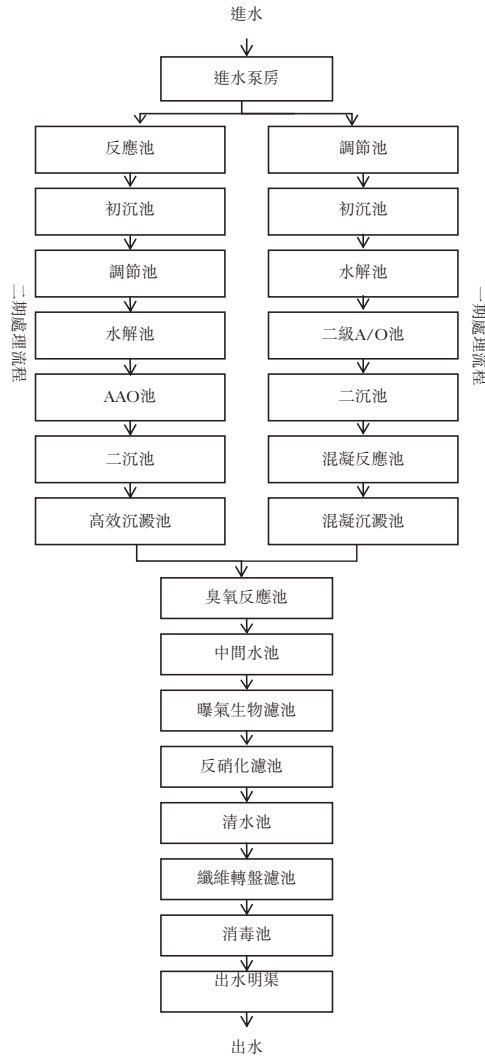 進水
進水泵房
反應池
初沉池
調節池
水解池
AAO池
二沉池
高效沉澱池
二期處理流程
調節池
初沉池
水解池
二級A/O池
二沉池
混凝反應池
混凝沉澱池
一期處理流程
臭氧反應池
中間水池
曝氣生物濾池
反硝化濾池
清水池
纖維轉盤濾池
消毒池
出水明渠
出水